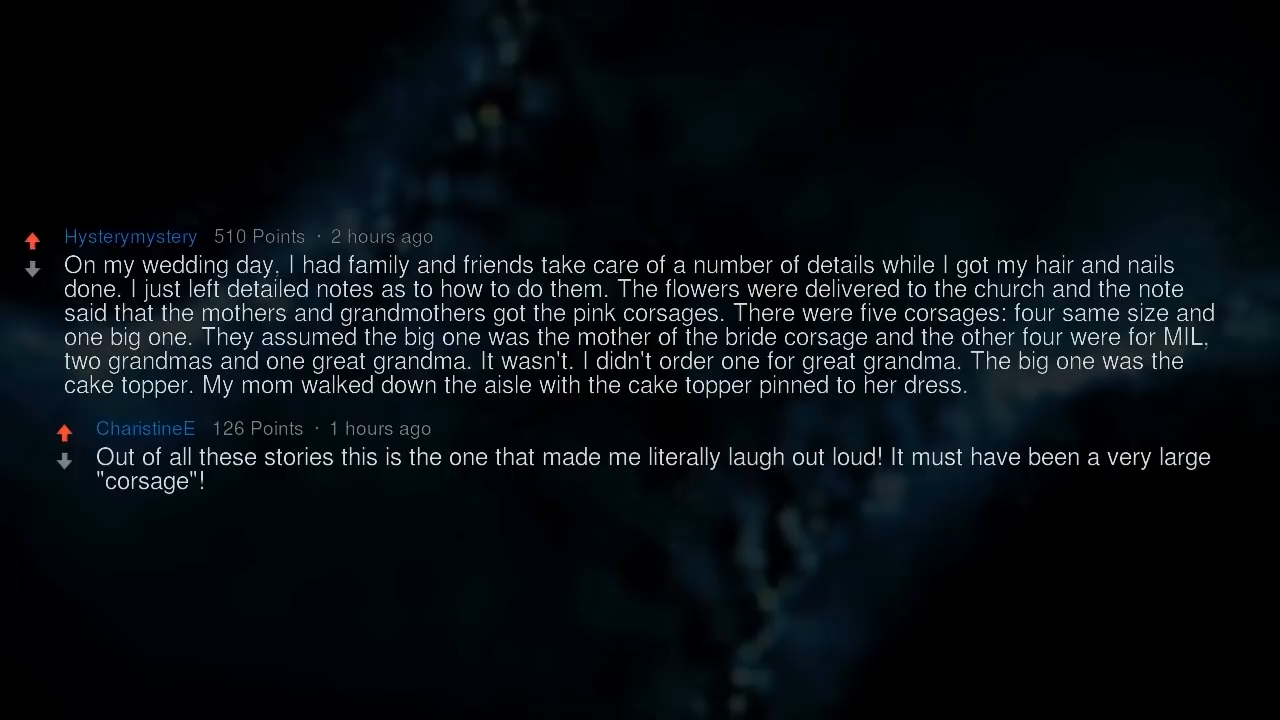 Hysterymystery 510 Points · 2 hours ago
On my wedding day, I had family and friends take care of a number of details while I got my hair and nails
done. I just left detailed notes as to how to do them. The flowers were delivered to the church and the note
said that the mothers and grandmothers got the pink corsages. There were five corsages: four same size and
one big one. They assumed the big one was the mother of the bride corsage and the other four were for MIL,
two grandmas and one great grandma. It wasn't. I didn't order one for great grandma. The big one was the
cake topper. My mom walked down the aisle with the cake topper pinned to her dress.
CharistineE 126 Points · 1 hours ago
Out of all these stories this is the one that made me literally laugh out loud! It must have been a very large
"corsage"!